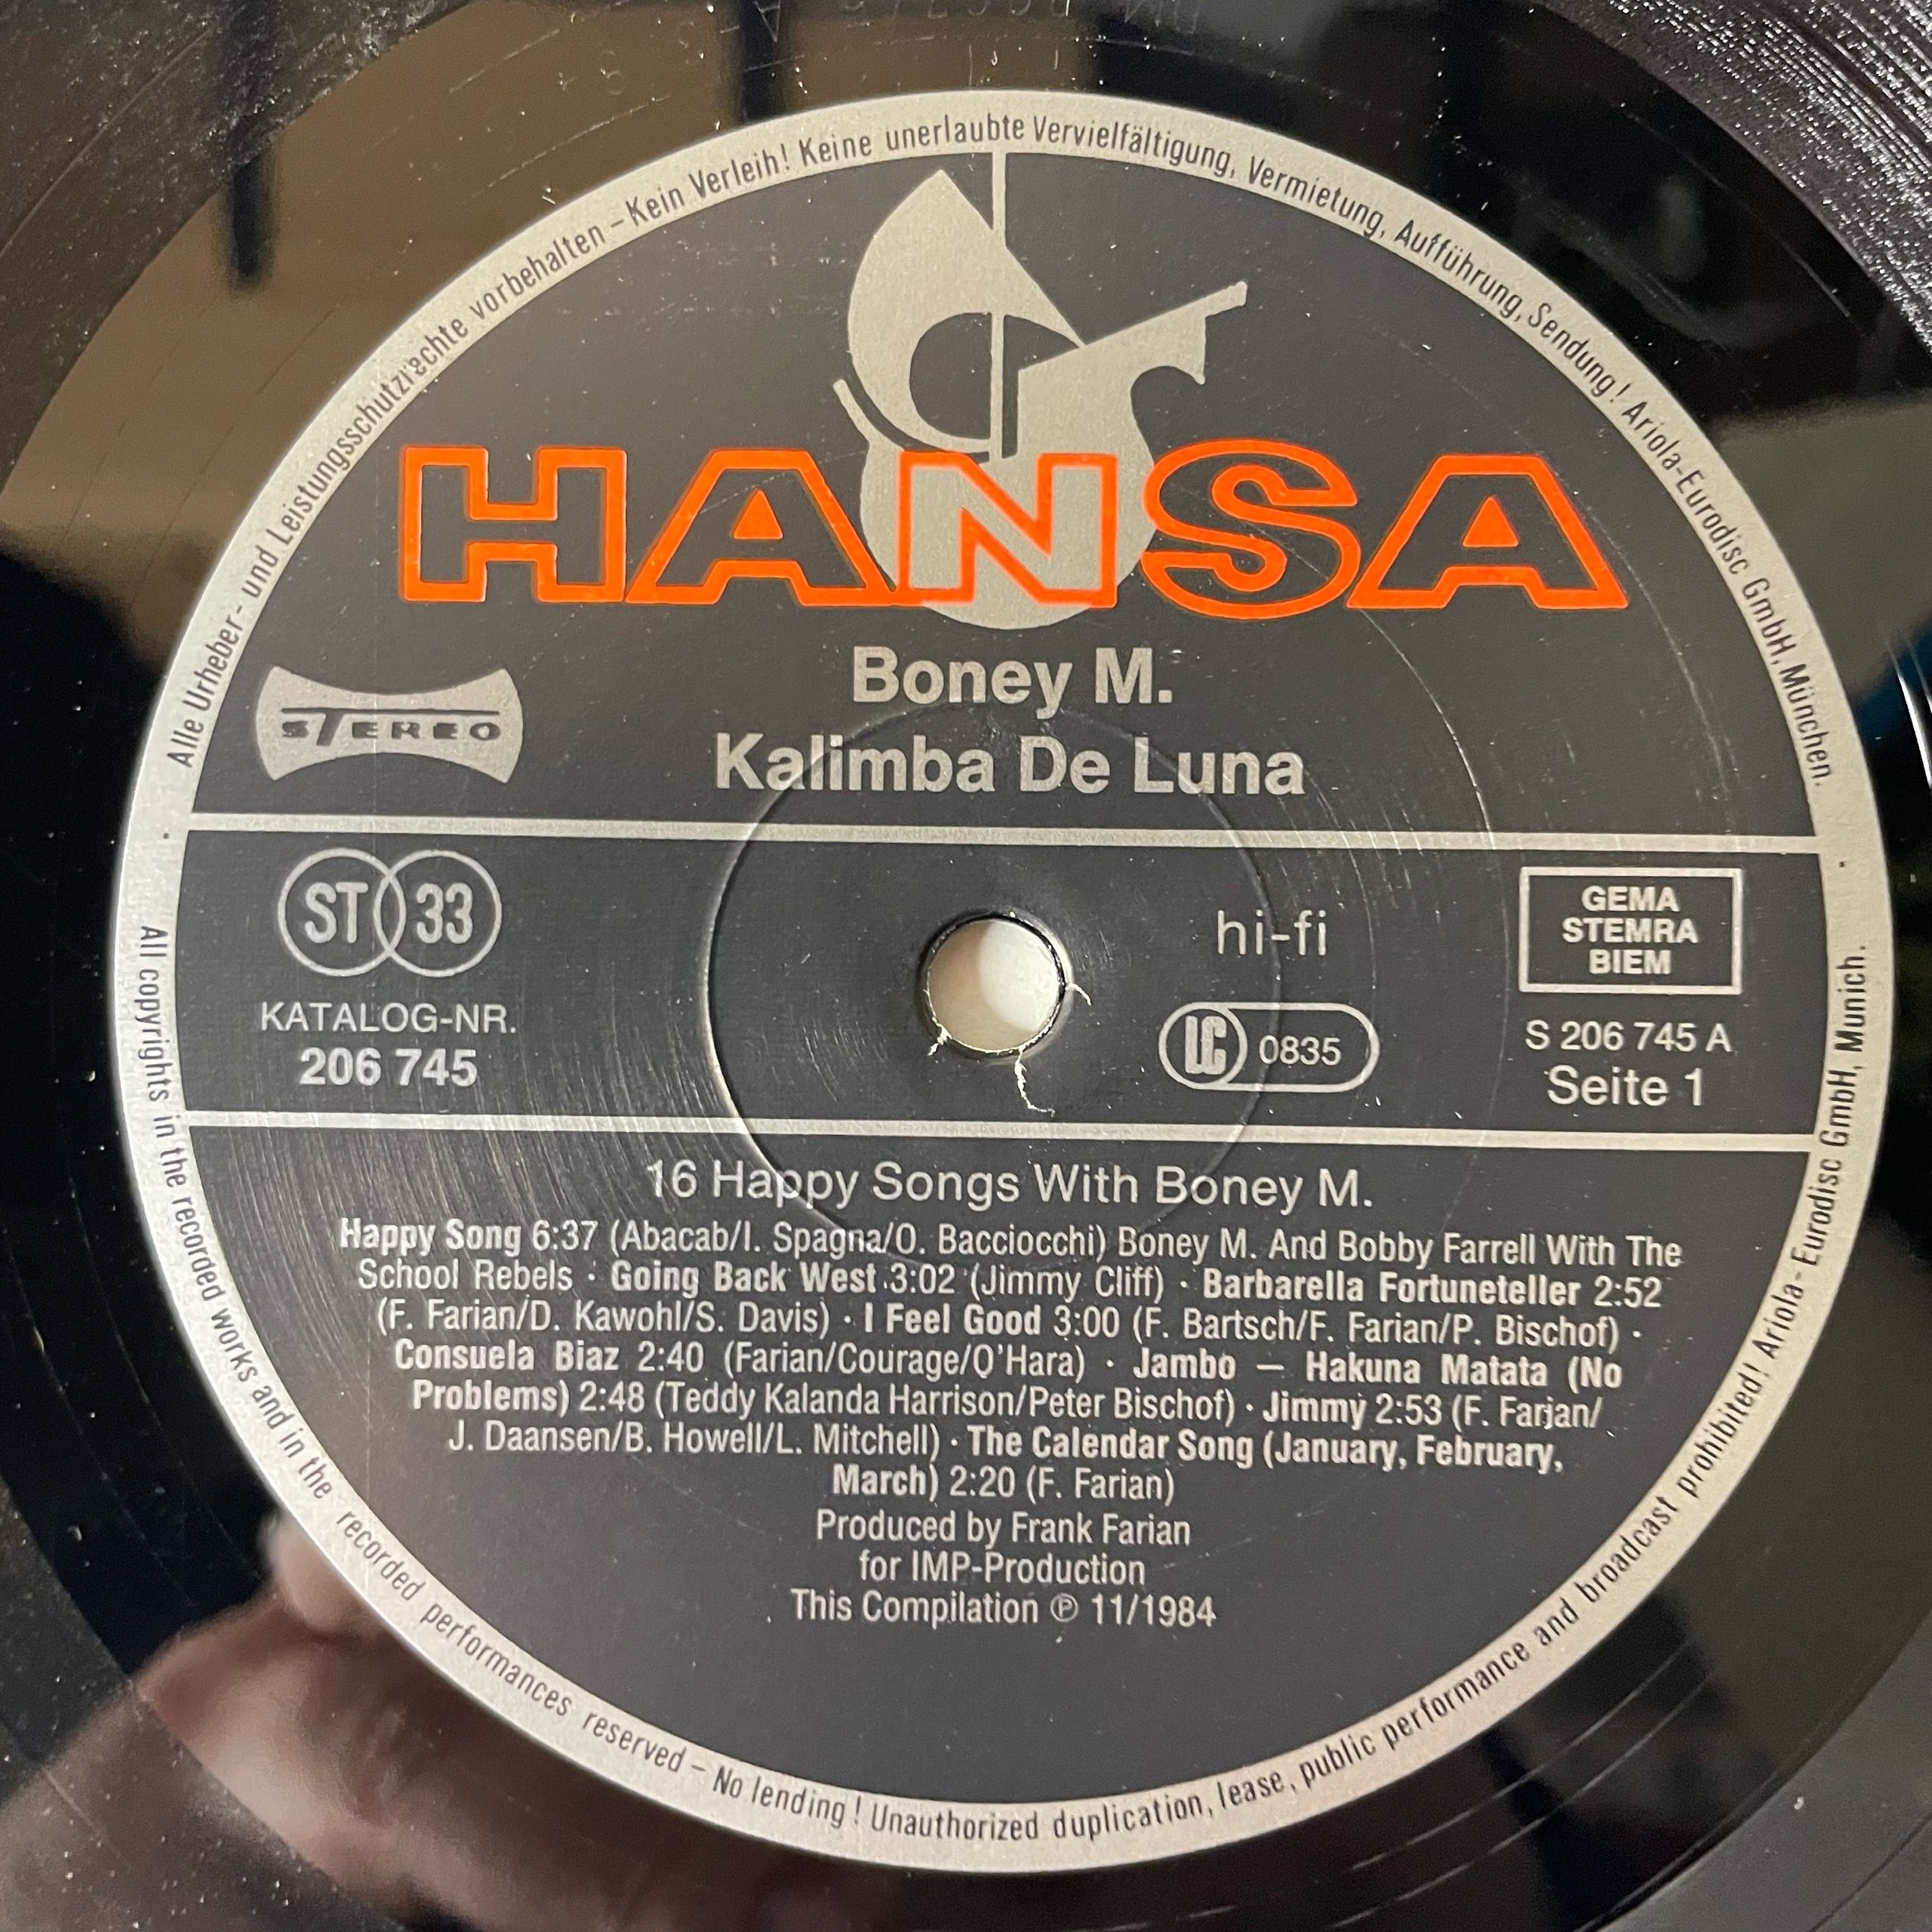 Alle Urheber- und Leistungsschutzrechte vorbehalten – Kein Verleih! Keine unerlaubte Vervielfältigung, Vermietung, Aufführung, Sendung! Ariola-Eurodisc GmbH, München.
HANSA
Boney M.
Kalimba De Luna
STEREO
ST 33
KATALOG-NR.
206 745
hi-fi
LC 0835
GEMA
STEMRA
BIEM
S 206 745 A
Seite 1
16 Happy Songs With Boney M.
Happy Song 6:37 (Abacab/I. Spagna/O. Bacciocchi) Boney M. And Bobby Farrell With The
School Rebels · Going Back West 3:02 (Jimmy Cliff) · Barbarella Fortuneteller 2:52
(F. Farian/D. Kawohl/S. Davis) · I Feel Good 3:00 (F. Bartsch/F. Farian/P. Bischof) ·
Consuela Biaz 2:40 (Farian/Courage/O'Hara) · Jambo — Hakuna Matata (No
Problems) 2:48 (Teddy Kalanda Harrison/Peter Bischof) · Jimmy 2:53 (F. Farian/
J. Daansen/B. Howell/L. Mitchell) · The Calendar Song (January, February,
March) 2:20 (F. Farian)
Produced by Frank Farian
for IMP-Production
This Compilation ℗ 11/1984
All copyrights in the recorded works and in the recorded performances reserved – No lending! Unauthorized duplication, lease, public performance and broadcast prohibited! Ariola-Eurodisc GmbH, Munich.